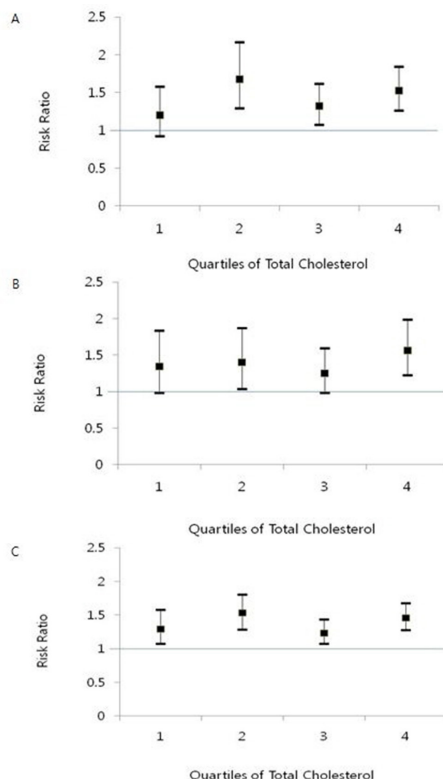 A
Risk Ratio
2.5
2
1.5
1
0.5
0
1 2 3 4
Quartiles of Total Cholesterol
B
Risk Ratio
2.5
2
1.5
1
0.5
0
1 2 3 4
Quartiles of Total Cholesterol
C
Risk Ratio
2.5
2
1.5
1
0.5
0
1 2 3 4
Quartiles of Total Cholesterol